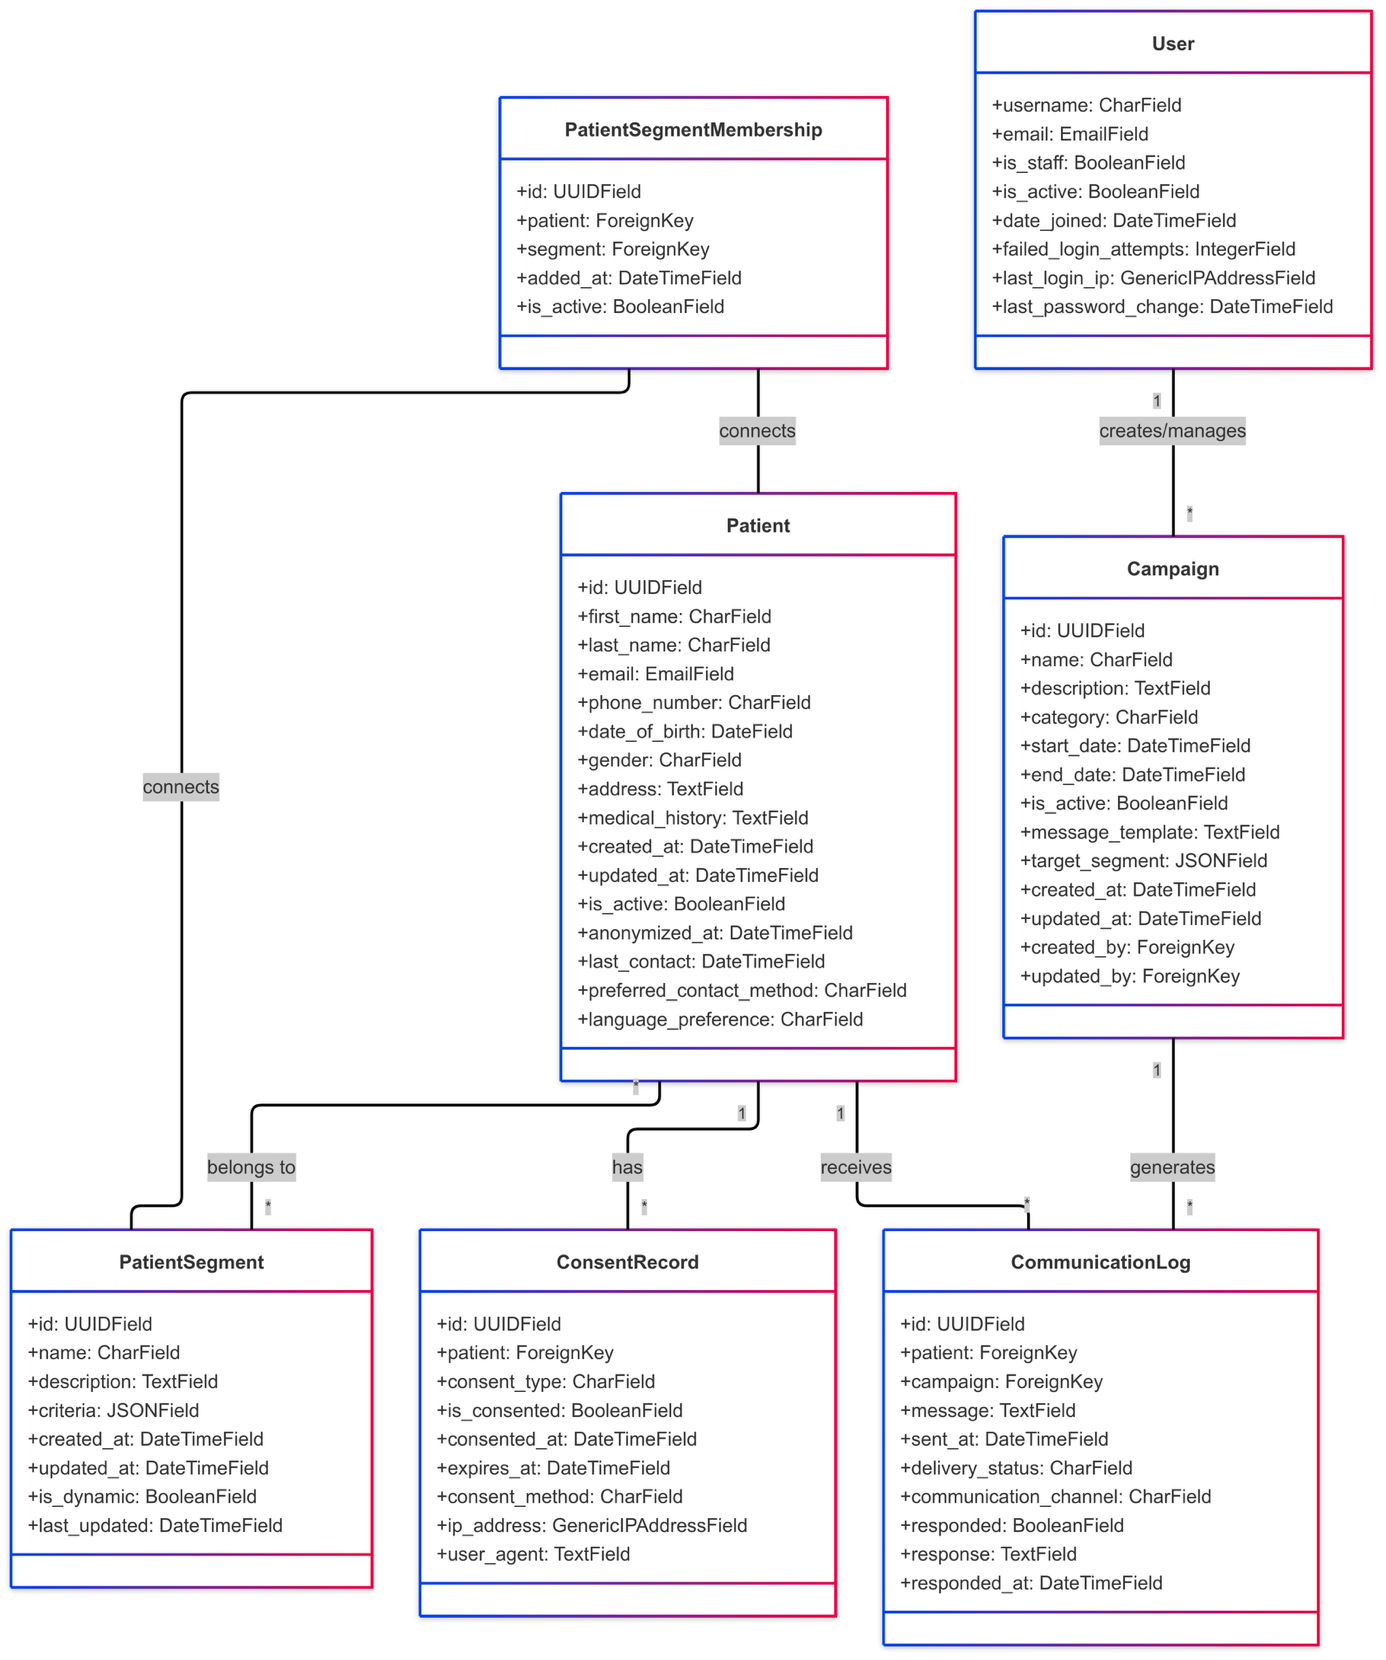 User
+username: CharField
+email: EmailField
+is_staff: BooleanField
+is_active: BooleanField
+date_joined: DateTimeField
+failed_login_attempts: IntegerField
+last_login_ip: GenericIPAddressField
+last_password_change: DateTimeField
PatientSegmentMembership
+id: UUIDField
+patient: ForeignKey
+segment: ForeignKey
+added_at: DateTimeField
+is_active: BooleanField
1
connects
creates/manages
*
Patient
+id: UUIDField
+first_name: CharField
+last_name: CharField
+email: EmailField
+phone_number: CharField
+date_of_birth: DateField
+gender: CharField
+address: TextField
+medical_history: TextField
+created_at: DateTimeField
+updated_at: DateTimeField
+is_active: BooleanField
+anonymized_at: DateTimeField
+last_contact: DateTimeField
+preferred_contact_method: CharField
+language_preference: CharField
Campaign
+id: UUIDField
+name: CharField
+description: TextField
+category: CharField
+start_date: DateTimeField
+end_date: DateTimeField
+is_active: BooleanField
+message_template: TextField
+target_segment: JSONField
+created_at: DateTimeField
+updated_at: DateTimeField
+created_by: ForeignKey
+updated_by: ForeignKey
connects
*
1
1
1
belongs to
has
receives
generates
*
*
*
*
PatientSegment
+id: UUIDField
+name: CharField
+description: TextField
+criteria: JSONField
+created_at: DateTimeField
+updated_at: DateTimeField
+is_dynamic: BooleanField
+last_updated: DateTimeField
ConsentRecord
+id: UUIDField
+patient: ForeignKey
+consent_type: CharField
+is_consented: BooleanField
+consented_at: DateTimeField
+expires_at: DateTimeField
+consent_method: CharField
+ip_address: GenericIPAddressField
+user_agent: TextField
CommunicationLog
+id: UUIDField
+patient: ForeignKey
+campaign: ForeignKey
+message: TextField
+sent_at: DateTimeField
+delivery_status: CharField
+communication_channel: CharField
+responded: BooleanField
+response: TextField
+responded_at: DateTimeField